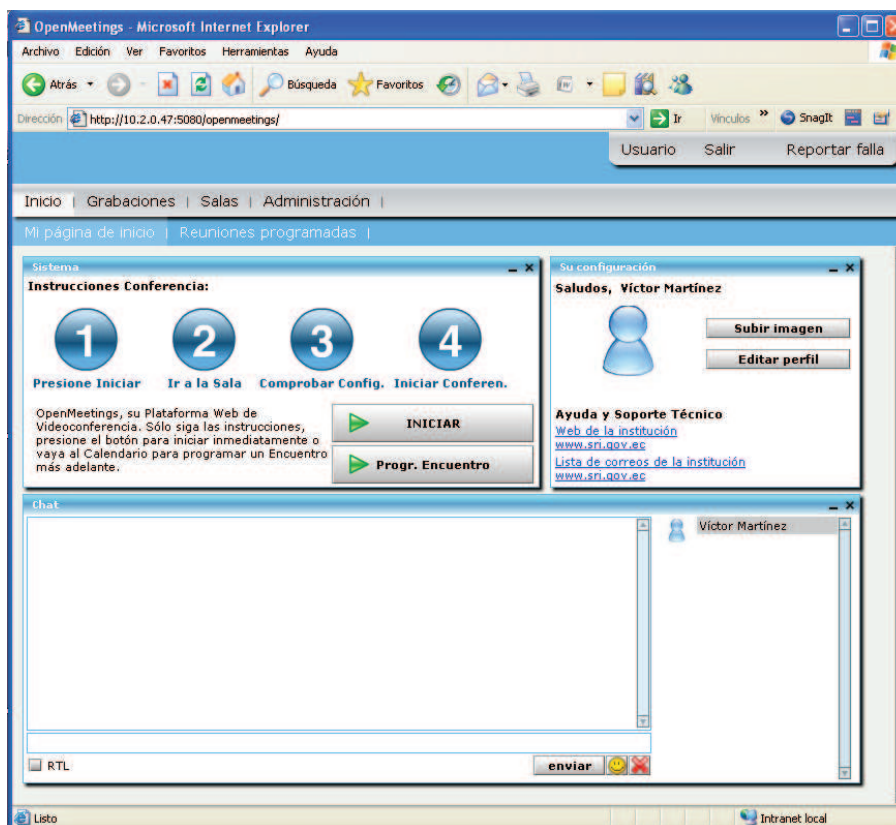 OpenMeetings - Microsoft Internet Explorer
Archivo Edición Ver Favoritos Herramientas Ayuda
Atrás Búsqueda Favoritos
Dirección http://10.2.0.47:5080/openmeetings/ Ir Vínculos » SnagIt
Usuario Salir Reportar falla
Inicio | Grabaciones | Salas | Administración |
Mi página de inicio | Reuniones programadas |
Sistema
Instrucciones Conferencia:
1 2 3 4
Presione Iniciar Ir a la Sala Comprobar Config. Iniciar Conferen.
OpenMeetings, su Plataforma Web de
Videoconferencia. Sólo siga las instrucciones,
presione el botón para iniciar inmediatamente o
vaya al Calendario para programar un Encuentro
más adelante.
INICIAR
Progr. Encuentro
Su configuración
Saludos, Víctor Martínez
Subir imagen
Editar perfil
Ayuda y Soporte Técnico
Web de la institución
www.sri.gov.ec
Lista de correos de la institución
www.sri.gov.ec
Chat
Víctor Martínez
RTL
enviar
Listo
Intranet local